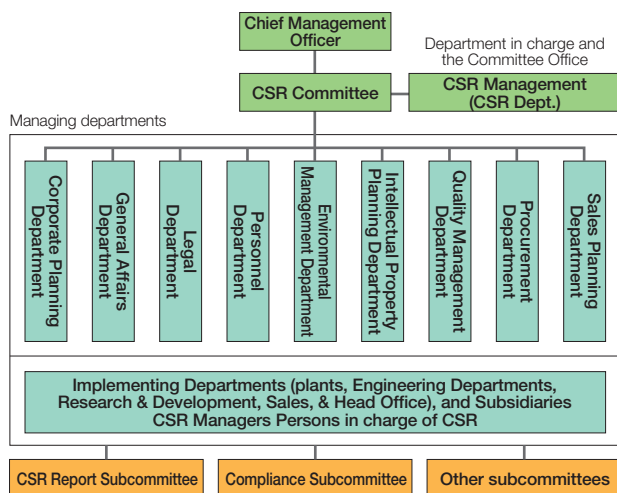 Chief Management
Officer
Department in charge and
the Committee Office
CSR Committee
CSR Management
(CSR Dept.)
Managing departments
Corporate Planning
Department
General Affairs
Department
Legal
Department
Personnel
Department
Environmental
Management Department
Intellectual Property
Planning Department
Quality Management
Department
Procurement
Department
Sales Planning
Department
Implementing Departments (plants, Engineering Departments,
Research & Development, Sales, & Head Office), and Subsidiaries
CSR Managers Persons in charge of CSR
CSR Report Subcommittee
Compliance Subcommittee
Other subcommittees